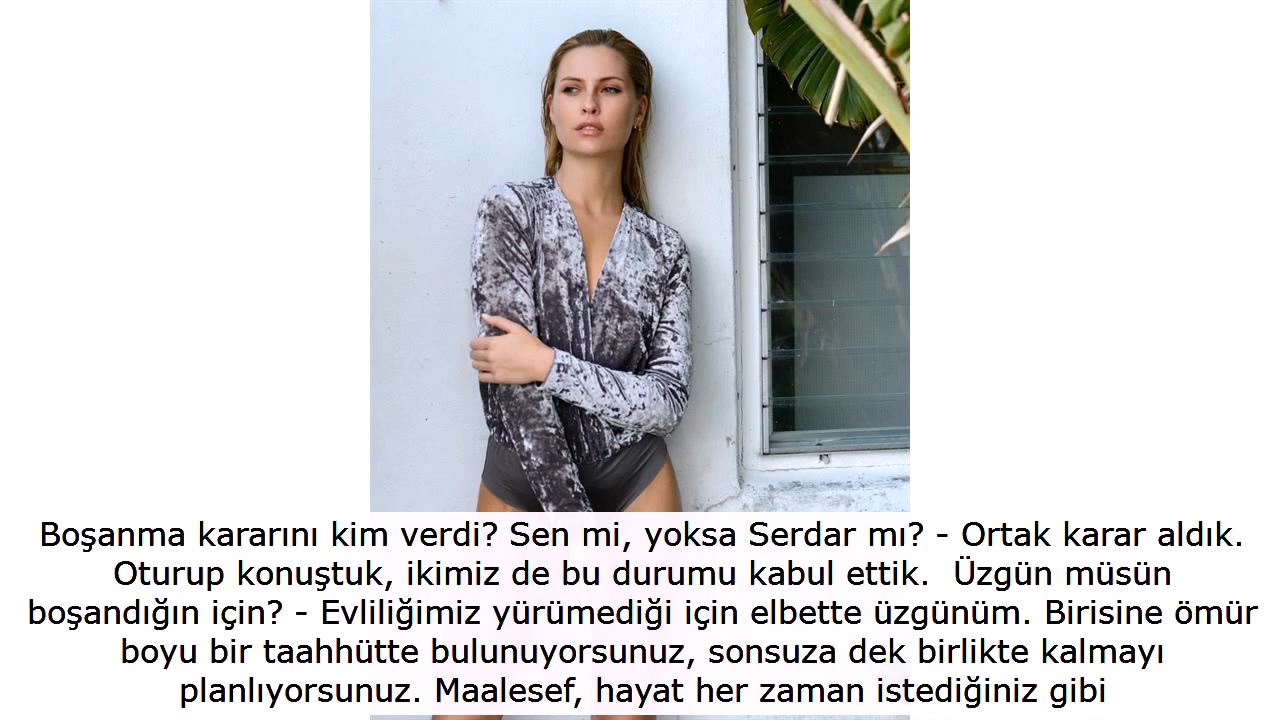 Boşanma kararını kim verdi? Sen mi, yoksa Serdar mı? - Ortak karar aldık.
Oturup konuştuk, ikimiz de bu durumu kabul ettik.  Üzgün müsün
boşandığın için? - Evliliğimiz yürümediği için elbette üzgünüm. Birisine ömür
boyu bir taahhütte bulunuyorsunuz, sonsuza dek birlikte kalmayı
planlıyorsunuz. Maalesef, hayat her zaman istediğiniz gibi